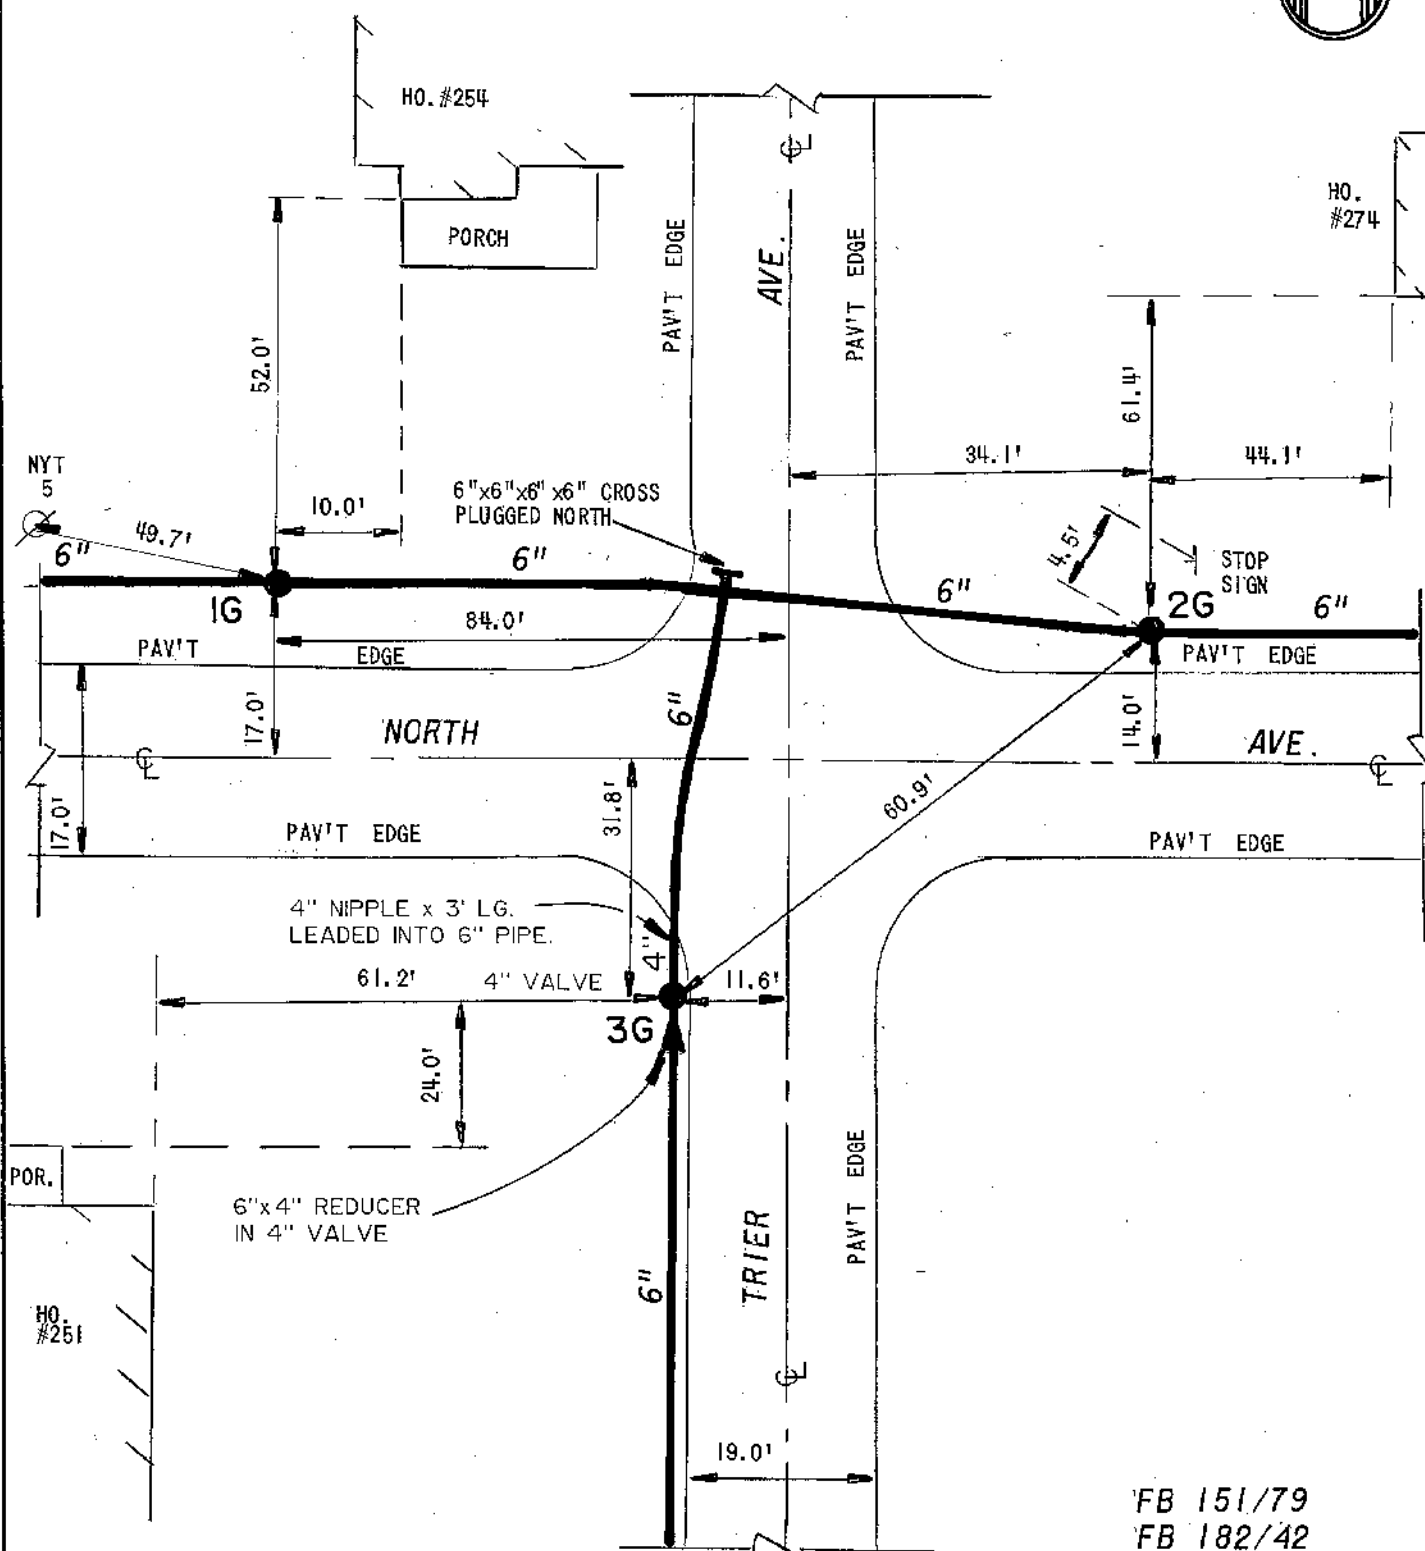 HO. #254
PORCH
PAV'T EDGE
AVE.
PAV'T EDGE
HO.
#274
52.0'
61.4'
34.1'
44.1'
NYT
5
49.7'
10.0'
6"x6"x6"x6" CROSS
PLUGGED NORTH
4.5'
STOP
SIGN
6"
6"
6"
6"
1G
2G
84.0'
PAV'T EDGE
PAV'T EDGE
17.0'
6"
14.0'
NORTH
AVE.
℄
℄
℄
17.0'
31.8'
60.9'
PAV'T EDGE
PAV'T EDGE
4" NIPPLE x 3' LG.
LEADED INTO 6" PIPE.
4"
61.2'
4" VALVE
11.6'
3G
24.0'
PAV'T EDGE
POR.
6"x4" REDUCER
IN 4" VALVE
TRIER
6"
HO.
#251
℄
19.0'
FB 151/79
FB 182/42